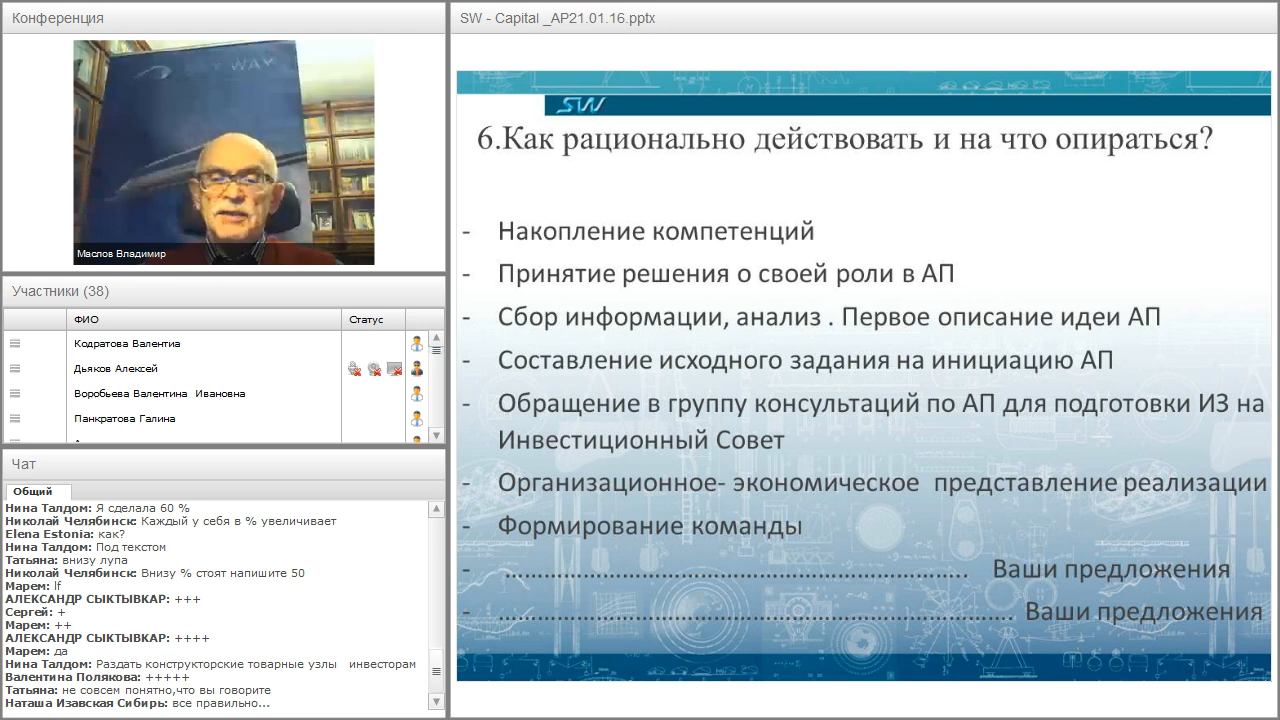 Конференция
SKY WAY
Маслов Владимир
Участники (38)
ФИО
Статус
Кодратова Валентиа
Дьяков Алексей
Воробьева Валентина Ивановна
Панкратова Галина
Чат
Общий
Нина Талдом: Я сделала 60 %
Николай Челябинск: Каждый у себя в % увеличивает
Elena Estonia: как?
Нина Талдом: Под текстом
Татьяна: внизу лупа
Николай Челябинск: Внизу % стоят напишите 50
Марем: lf
АЛЕКСАНДР СЫКТЫВКАР: +++
Сергей: +
Марем: ++
АЛЕКСАНДР СЫКТЫВКАР: ++++
Марем: да
Нина Талдом: Раздать конструкторские товарные узлы инвесторам
Валентина Полякова: +++++
Татьяна: не совсем понятно,что вы говорите
Наташа Изавская Сибирь: все правильно...
SW - Capital _AP21.01.16.pptx
SW
6.Как рационально действовать и на что опираться?
- Накопление компетенций
- Принятие решения о своей роли в АП
- Сбор информации, анализ . Первое описание идеи АП
- Составление исходного задания на инициацию АП
- Обращение в группу консультаций по АП для подготовки ИЗ на
Инвестиционный Совет
- Организационное- экономическое представление реализации
- Формирование команды
- ........................................................................ Ваши предложения
- ................................................................................ Ваши предложения